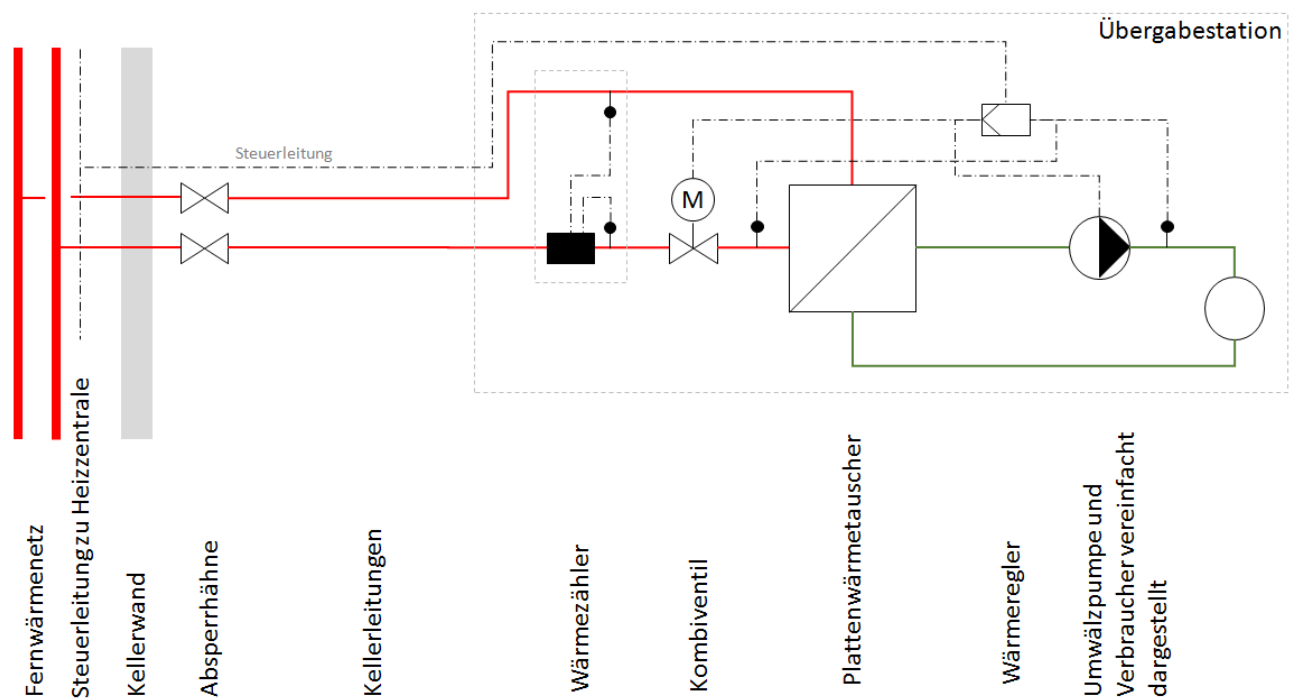 Übergabestation
Steuerleitung
M
Fernwärmenetz
Steuerleitung zu Heizzentrale
Kellerwand
Absperrhähne
Kellerleitungen
Wärmezähler
Kombiventil
Plattenwärmetauscher
Wärmeregler
Umwälzpumpe und
Verbraucher vereinfacht
dargestellt